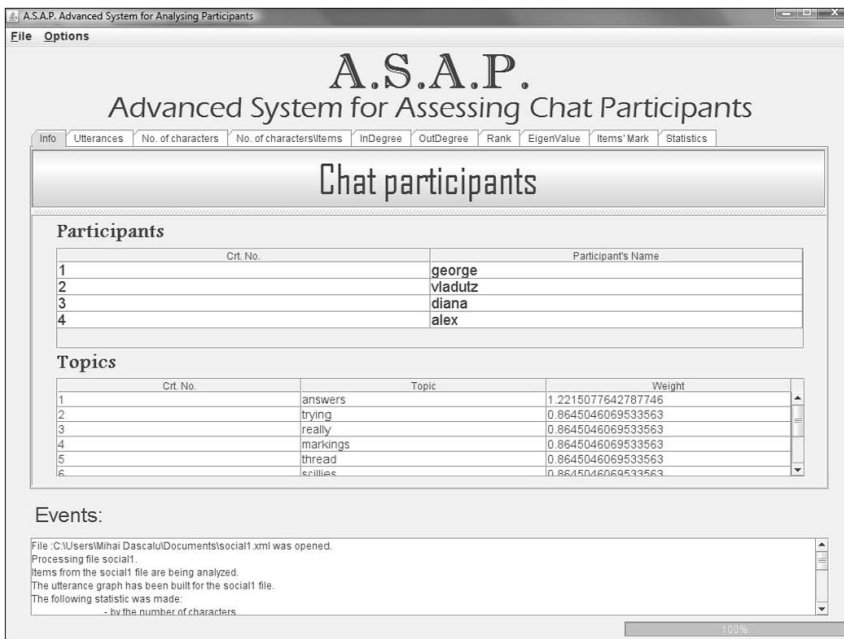 A.S.A.P. Advanced System for Analysing Participants
File Options
A.S.A.P.
Advanced System for Assessing Chat Participants
Info Utterances No. of characters No. of characters\Items InDegree OutDegree Rank EigenValue Items' Mark Statistics
Chat participants
Participants
Crt. No. Participant's Name
1 george
2 vladutz
3 diana
4 alex
Topics
Crt. No. Topic Weight
1 answers 1.2215077642787746
2 trying 0.8645046069533563
3 really 0.8645046069533563
4 markings 0.8645046069533563
5 thread 0.8645046069533563
6 scillies 0.8645046069533563
Events:
File :C:\Users\Mihai Dascalu\Documents\social1.xml was opened.
Processing file social1.
Items from the social1 file are being analyzed.
The utterance graph has been built for the social1 file.
The following statistic was made:
- by the number of characters
100%